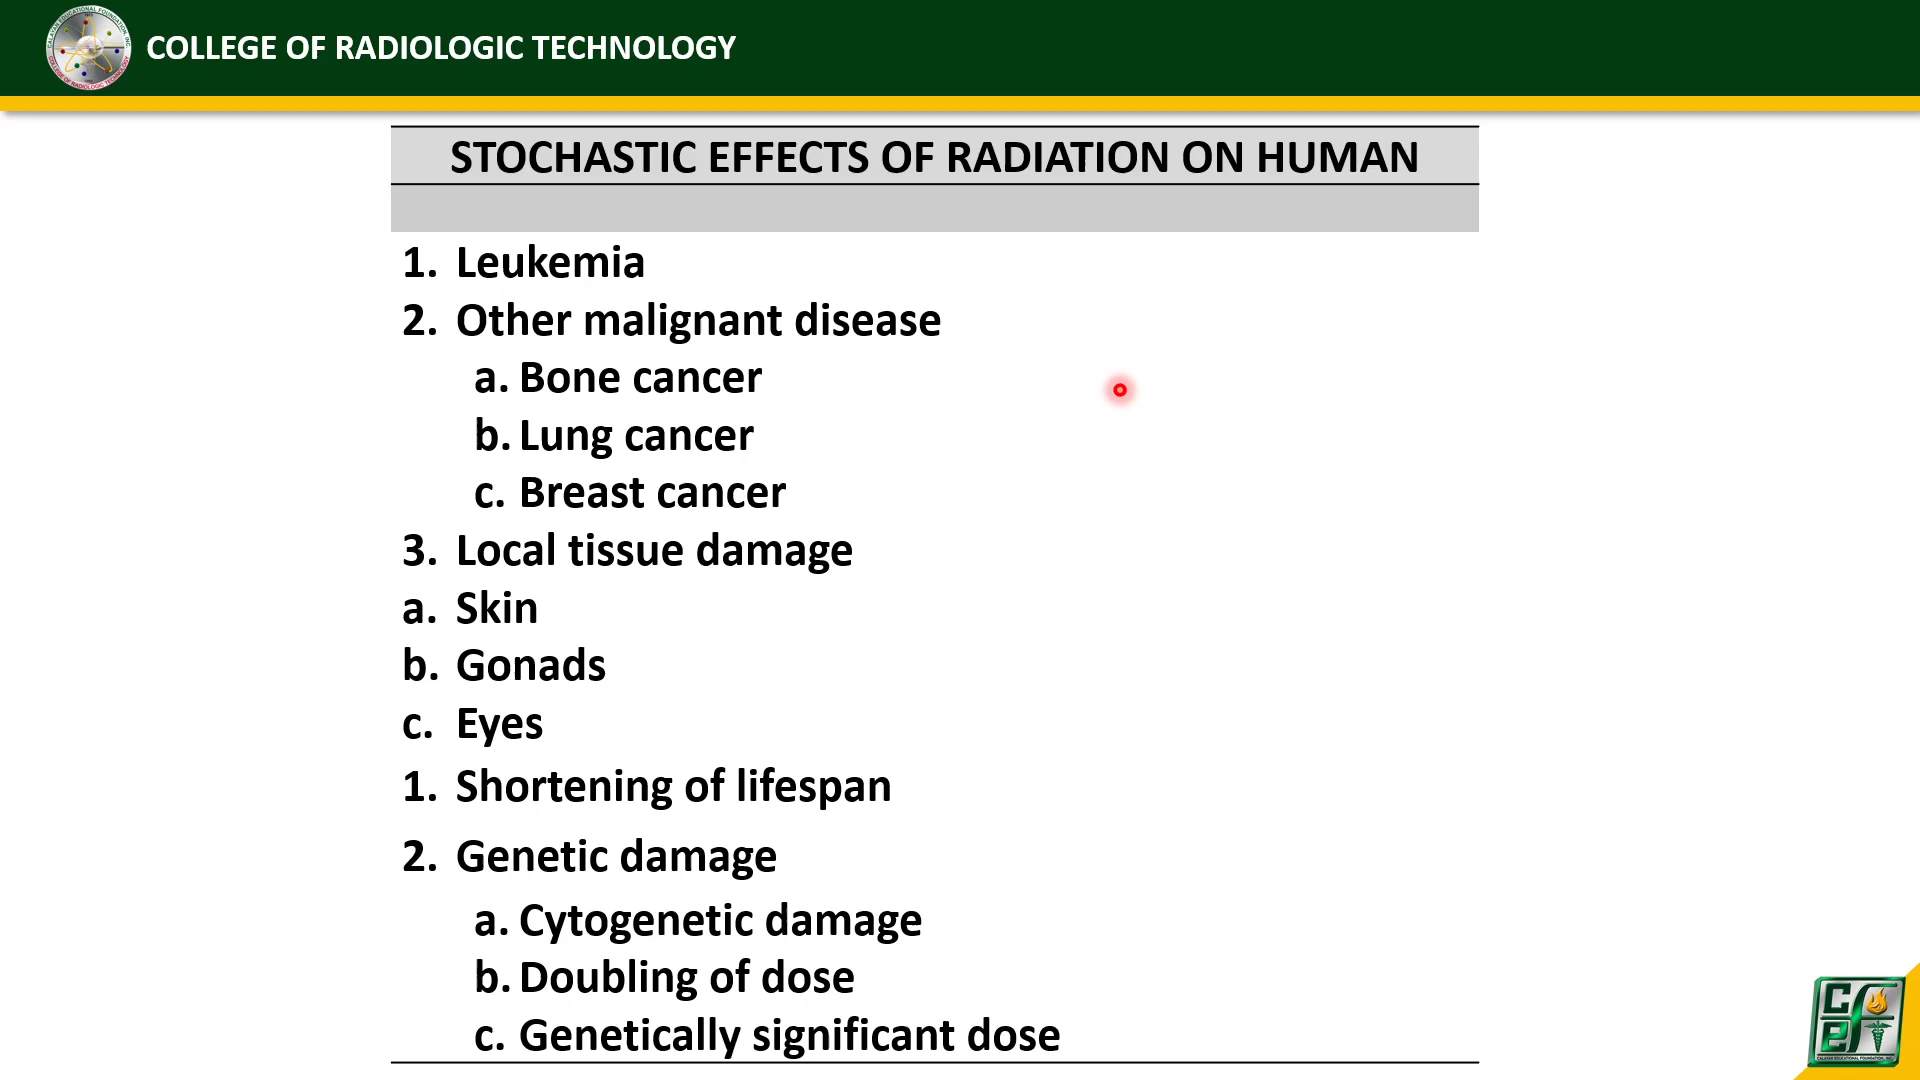 COLLEGE OF RADIOLOGIC TECHNOLOGY
STOCHASTIC EFFECTS OF RADIATION ON HUMAN
1. Leukemia
2. Other malignant disease
a. Bone cancer
b. Lung cancer
c. Breast cancer
3. Local tissue damage
a. Skin
b. Gonads
c. Eyes
1. Shortening of lifespan
2. Genetic damage
a. Cytogenetic damage
b. Doubling of dose
c. Genetically significant dose